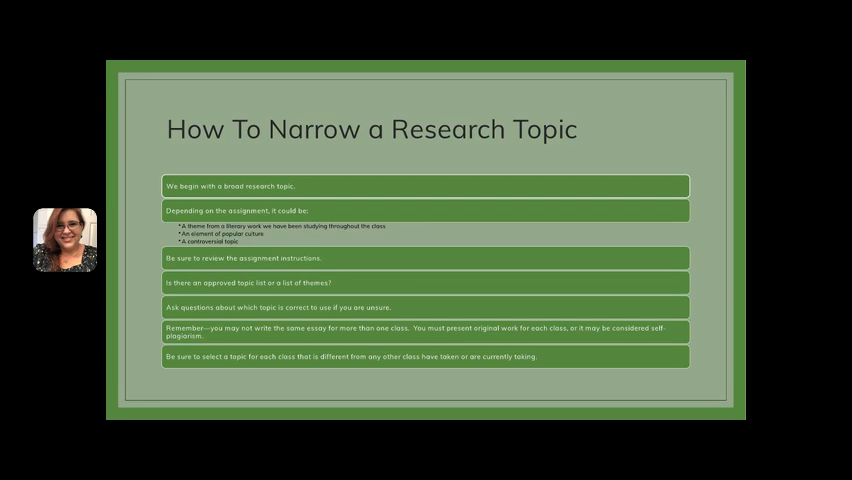 How To Narrow a Research Topic
We begin with a broad research topic.
Depending on the assignment, it could be:
•A theme from a literary work we have been studying throughout the class
•An element of popular culture
•A controversial topic
Be sure to review the assignment instructions.
Is there an approved topic list or a list of themes?
Ask questions about which topic is correct to use if you are unsure.
Remember—you may not write the same essay for more than one class.  You must present original work for each class, or it may be considered self-
plagiarism.
Be sure to select a topic for each class that is different from any other class have taken or are currently taking.